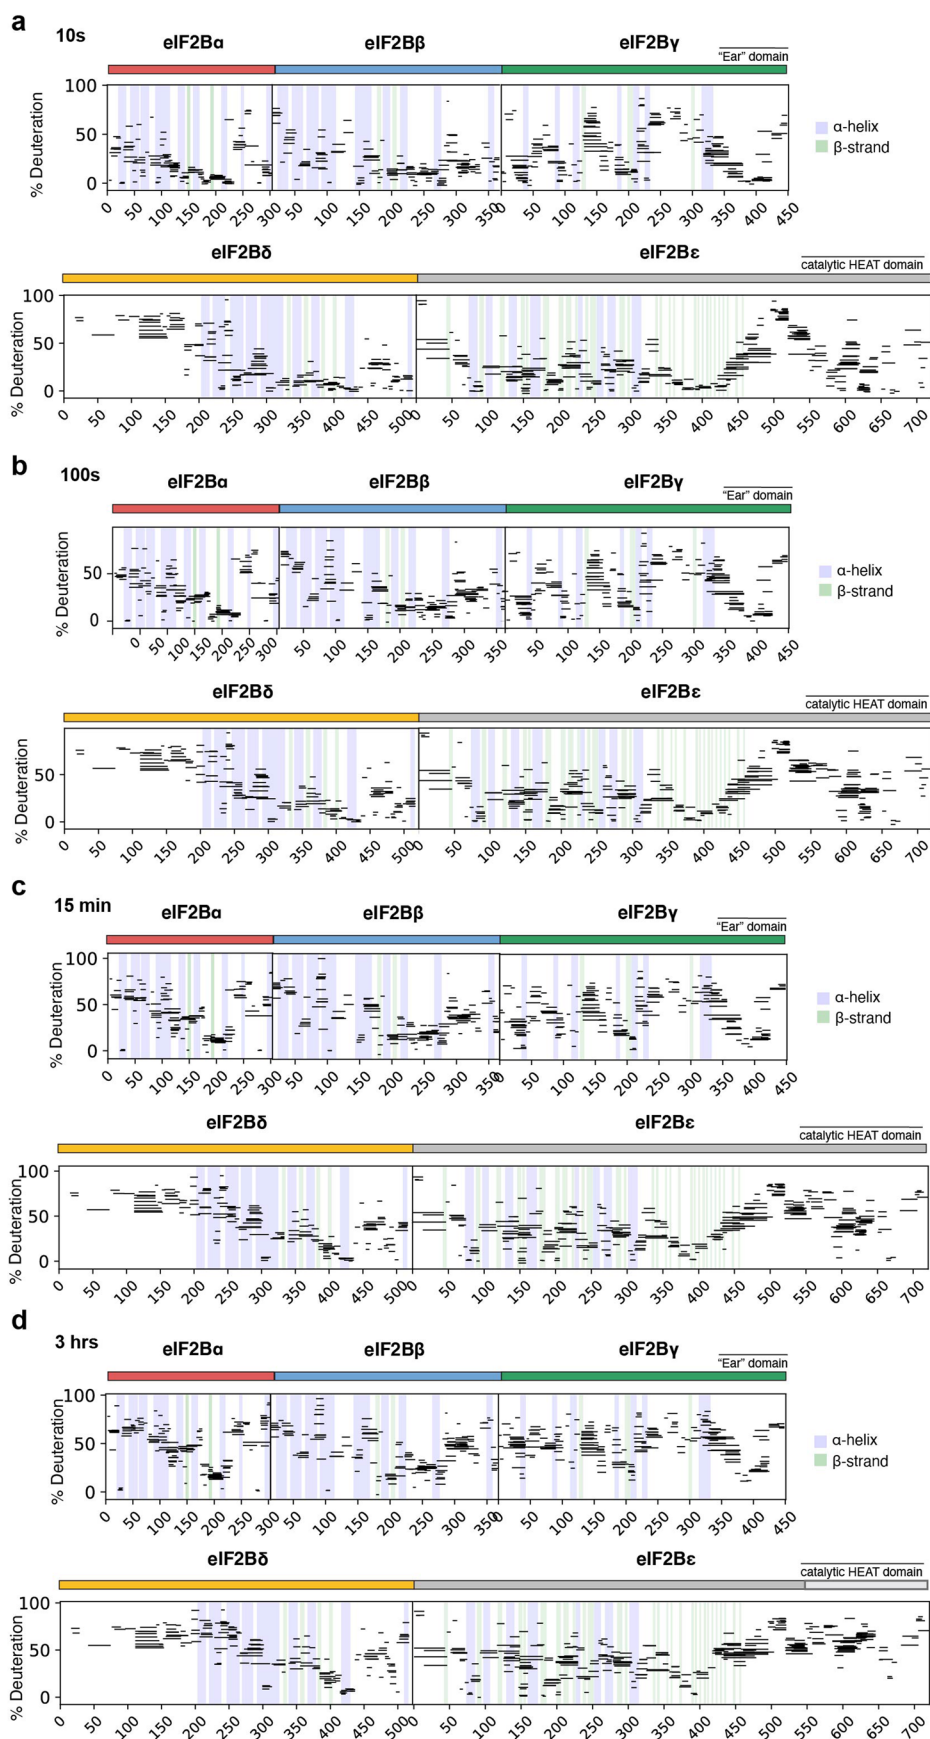 a
10s
eIF2Bα eIF2Bβ eIF2Bγ
"Ear" domain
100
50
0
% Deuteration
α-helix
β-strand
0 50 100 150 200 250 300 50 100 150 200 250 300 350 0 50 100 150 200 250 300 350 400 450
eIF2Bδ eIF2Bε
catalytic HEAT domain
100
50
0
% Deuteration
0 50 100 150 200 250 300 350 400 450 500 0 50 100 150 200 250 300 350 400 450 500 550 600 650 700
b
100s
eIF2Bα eIF2Bβ eIF2Bγ
"Ear" domain
50
0
% Deuteration
α-helix
β-strand
0 50 100 150 200 250 300 50 100 150 200 250 300 350 50 100 150 200 250 300 350 400 450
eIF2Bδ eIF2Bε
catalytic HEAT domain
50
0
% Deuteration
0 50 100 150 200 250 300 350 400 450 500 0 50 100 150 200 250 300 350 400 450 500 550 600 650 700
c
15 min
eIF2Bα eIF2Bβ eIF2Bγ
"Ear" domain
100
50
0
% Deuteration
α-helix
β-strand
0 50 100 150 200 250 300 50 100 150 200 250 300 350 0 50 100 150 200 250 300 350 400 450
eIF2Bδ eIF2Bε
catalytic HEAT domain
100
50
0
% Deuteration
0 50 100 150 200 250 300 350 400 450 500 0 50 100 150 200 250 300 350 400 450 500 550 600 650 700
d
3 hrs
eIF2Bα eIF2Bβ eIF2Bγ
"Ear" domain
100
50
0
% Deuteration
α-helix
β-strand
0 50 100 150 200 250 300 50 100 150 200 250 300 350 0 50 100 150 200 250 300 350 400 450
eIF2Bδ eIF2Bε
catalytic HEAT domain
100
50
0
% Deuteration
0 50 100 150 200 250 300 350 400 450 500 0 50 100 150 200 250 300 350 400 450 500 550 600 650 700